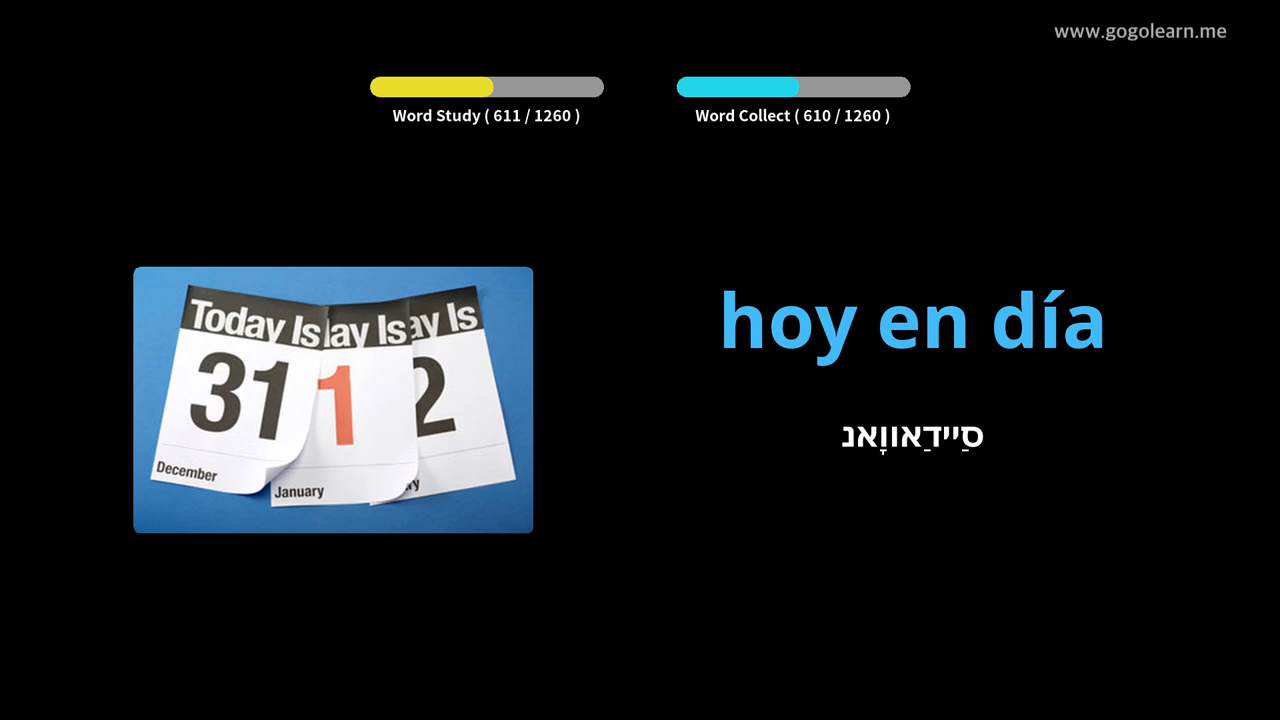 www.gogolearn.me
Word Study ( 611 / 1260 )
Word Collect ( 610 / 1260 )
Today Is
31
December
ay Is
1
January
ay Is
2
ry
hoy en día
סַיידַאווָאנ